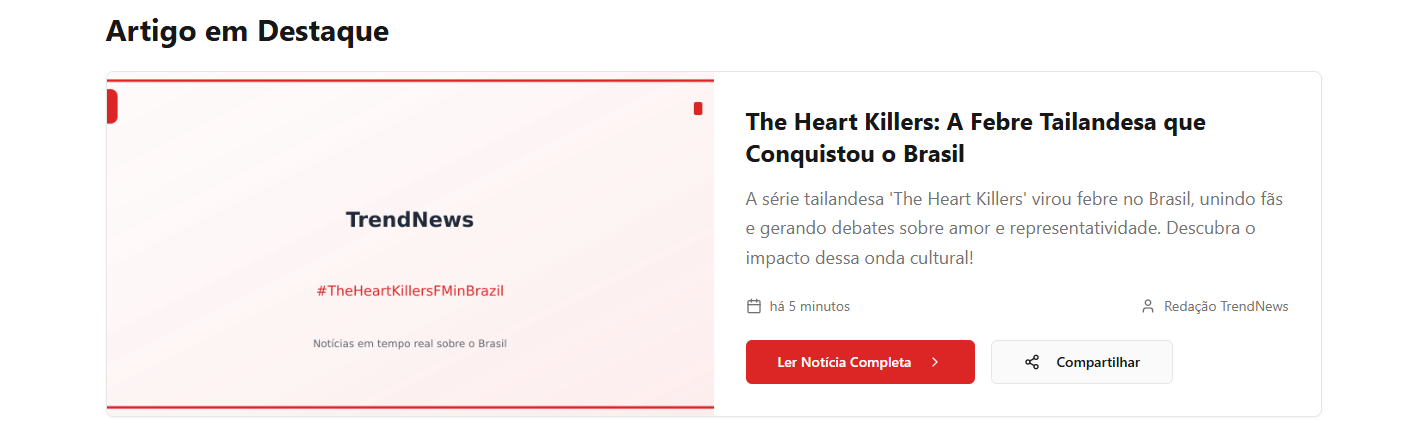 Artigo em Destaque
TrendNews
#TheHeartKillersFMinBrazil
Notícias em tempo real sobre o Brasil
The Heart Killers: A Febre Tailandesa que
Conquistou o Brasil
A série tailandesa 'The Heart Killers' virou febre no Brasil, unindo fãs
e gerando debates sobre amor e representatividade. Descubra o
impacto dessa onda cultural!
há 5 minutos
Redação TrendNews
Ler Notícia Completa
Compartilhar